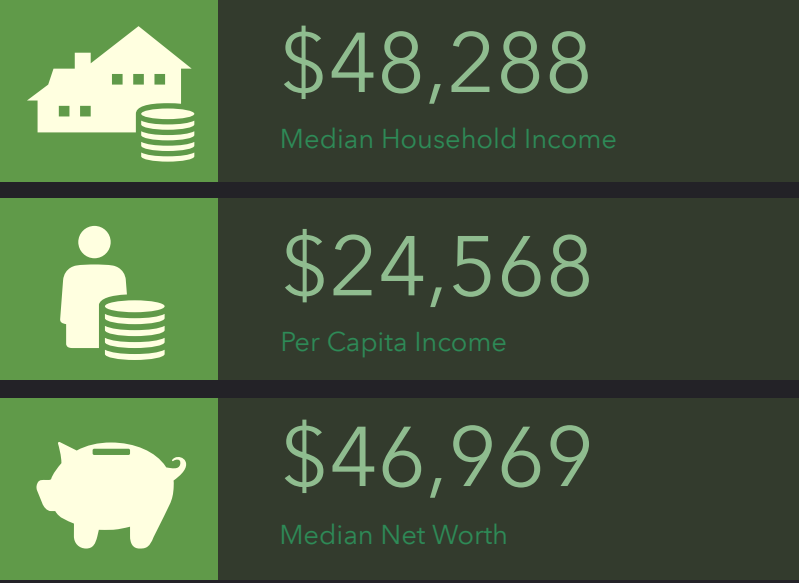 $48,288
Median Household Income
$24,568
Per Capita Income
$46,969
Median Net Worth